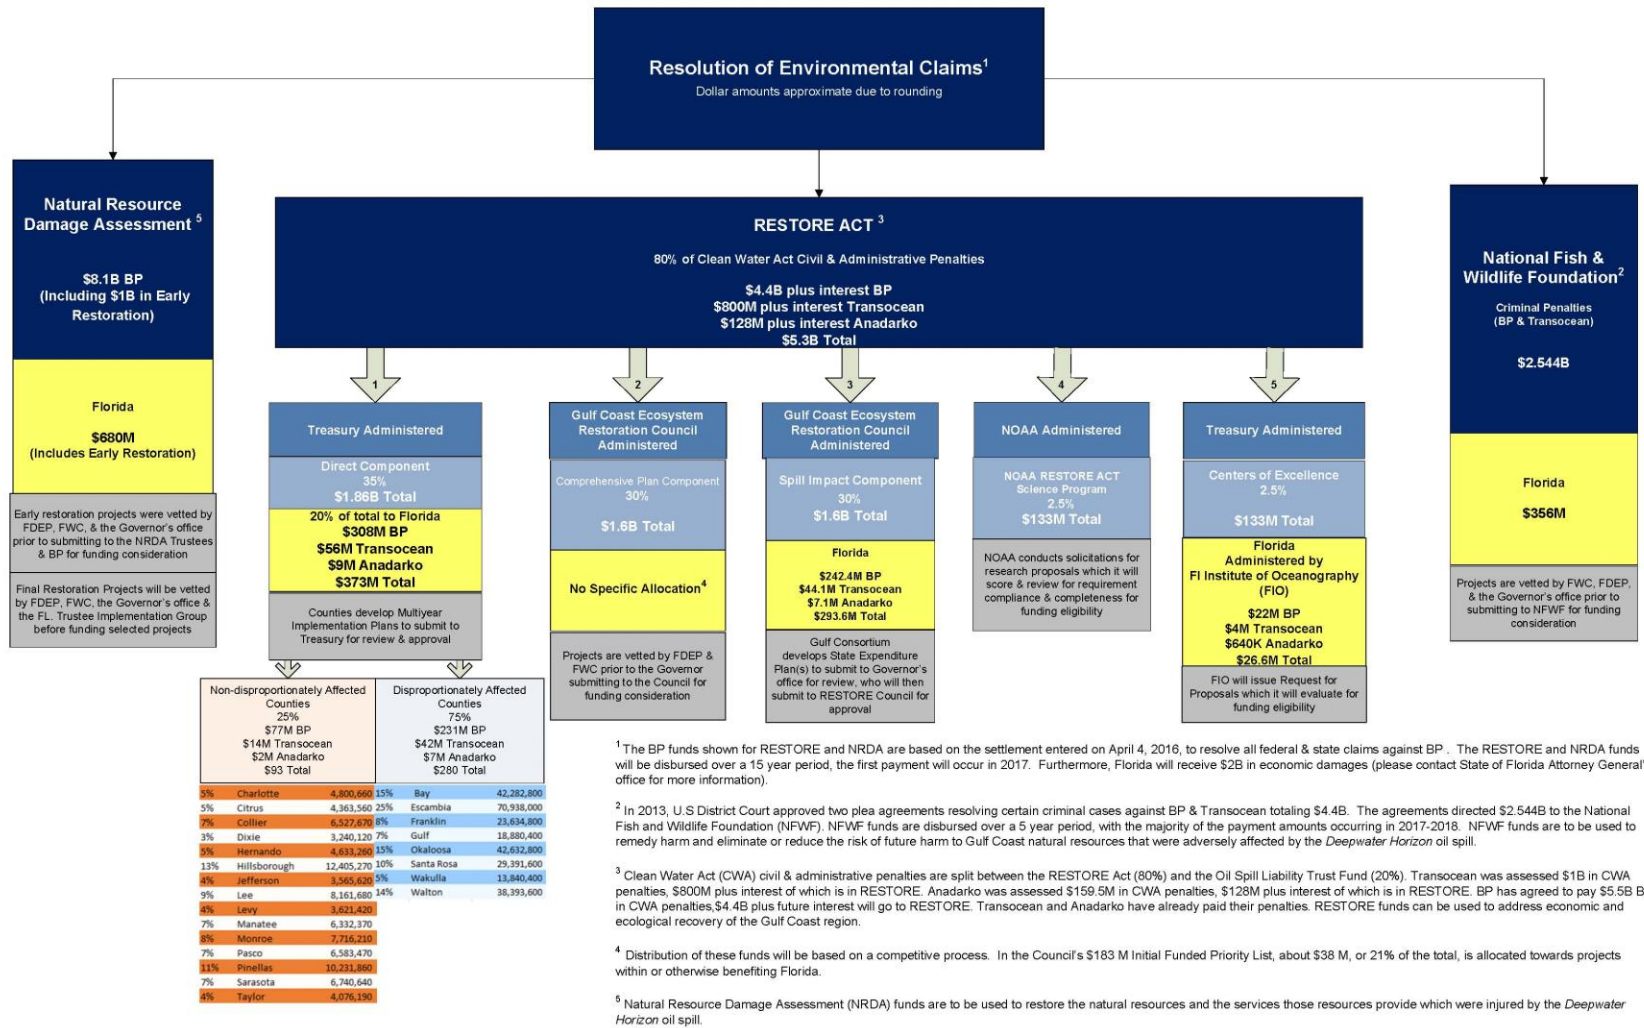 Resolution of Environmental Claims1
Dollar amounts approximate due to rounding
Natural Resource
Damage Assessment 5
$8.1B BP
(Including $1B in Early
Restoration)
Florida
$680M
(Includes Early Restoration)
Early restoration projects were vetted by
FDEP, FWC, & the Governor's office
prior to submitting to the NRDA Trustees
& BP for funding consideration
Final Restoration Projects will be vetted
by FDEP, FWC, the Governor's office &
the FL. Trustee Implementation Group
before funding selected projects
RESTORE ACT 3
80% of Clean Water Act Civil & Administrative Penalties
$4.4B plus interest BP
$800M plus interest Transocean
$128M plus interest Anadarko
$5.3B Total
1
Treasury Administered
Direct Component
35%
$1.86B Total
20% of total to Florida
$308M BP
$56M Transocean
$9M Anadarko
$373M Total
Counties develop Multiyear
Implementation Plans to submit to
Treasury for review & approval
Non-disproportionately Affected
Counties
25%
$77M BP
$14M Transocean
$2M Anadarko
$93 Total
5% Charlotte 4,800,660
5% Citrus 4,363,560
7% Collier 6,527,670
3% Dixie 3,240,120
5% Hernando 4,633,260
13% Hillsborough 12,405,270
4% Jefferson 3,565,620
9% Lee 8,161,680
4% Levy 3,621,420
7% Manatee 6,332,370
8% Monroe 7,716,210
7% Pasco 6,583,470
11% Pinellas 10,231,860
7% Sarasota 6,740,640
4% Taylor 4,076,190
Disproportionately Affected
Counties
75%
$231M BP
$42M Transocean
$7M Anadarko
$280 Total
15% Bay 42,282,800
25% Escambia 70,938,000
8% Franklin 23,634,800
7% Gulf 18,880,400
15% Okaloosa 42,632,800
10% Santa Rosa 29,391,600
5% Wakulla 13,840,400
14% Walton 38,393,600
2
Gulf Coast Ecosystem
Restoration Council
Administered
Comprehensive Plan Component
30%
$1.6B Total
No Specific Allocation4
Projects are vetted by FDEP &
FWC prior to the Governor
submitting to the Council for
funding consideration
3
Gulf Coast Ecosystem
Restoration Council
Administered
Spill Impact Component
30%
$1.6B Total
Florida
$242.4M BP
$44.1M Transocean
$7.1M Anadarko
$293.6M Total
Gulf Consortium
develops State Expenditure
Plan(s) to submit to Governor's
office for review, who will then
submit to RESTORE Council for
approval
4
NOAA Administered
NOAA RESTORE ACT
Science Program
2.5%
$133M Total
NOAA conducts solicitations for
research proposals which it will
score & review for requirement
compliance & completeness for
funding eligibility
5
Treasury Administered
Centers of Excellence
2.5%
$133M Total
Florida
Administered by
Fl Institute of Oceanography
(FIO)
$22M BP
$4M Transocean
$640K Anadarko
$26.6M Total
FIO will issue Request for
Proposals which it will evaluate for
funding eligibility
National Fish &
Wildlife Foundation2
Criminal Penalties
(BP & Transocean)
$2.544B
Florida
$356M
Projects are vetted by FWC, FDEP,
& the Governor's office prior to
submitting to NFWF for funding
consideration
1 The BP funds shown for RESTORE and NRDA are based on the settlement entered on April 4, 2016, to resolve all federal & state claims against BP . The RESTORE and NRDA funds
will be disbursed over a 15 year period, the first payment will occur in 2017. Furthermore, Florida will receive $2B in economic damages (please contact State of Florida Attorney General'
office for more information).
2 In 2013, U.S District Court approved two plea agreements resolving certain criminal cases against BP & Transocean totaling $4.4B. The agreements directed $2.544B to the National
Fish and Wildlife Foundation (NFWF). NFWF funds are disbursed over a 5 year period, with the majority of the payment amounts occurring in 2017-2018. NFWF funds are to be used to
remedy harm and eliminate or reduce the risk of future harm to Gulf Coast natural resources that were adversely affected by the Deepwater Horizon oil spill.
3 Clean Water Act (CWA) civil & administrative penalties are split between the RESTORE Act (80%) and the Oil Spill Liability Trust Fund (20%). Transocean was assessed $1B in CWA
penalties, $800M plus interest of which is in RESTORE. Anadarko was assessed $159.5M in CWA penalties, $128M plus interest of which is in RESTORE. BP has agreed to pay $5.5B B
in CWA penalties,$4.4B plus future interest will go to RESTORE. Transocean and Anadarko have already paid their penalties. RESTORE funds can be used to address economic and
ecological recovery of the Gulf Coast region.
4 Distribution of these funds will be based on a competitive process. In the Council's $183 M Initial Funded Priority List, about $38 M, or 21% of the total, is allocated towards projects
within or otherwise benefiting Florida.
5 Natural Resource Damage Assessment (NRDA) funds are to be used to restore the natural resources and the services those resources provide which were injured by the Deepwater
Horizon oil spill.